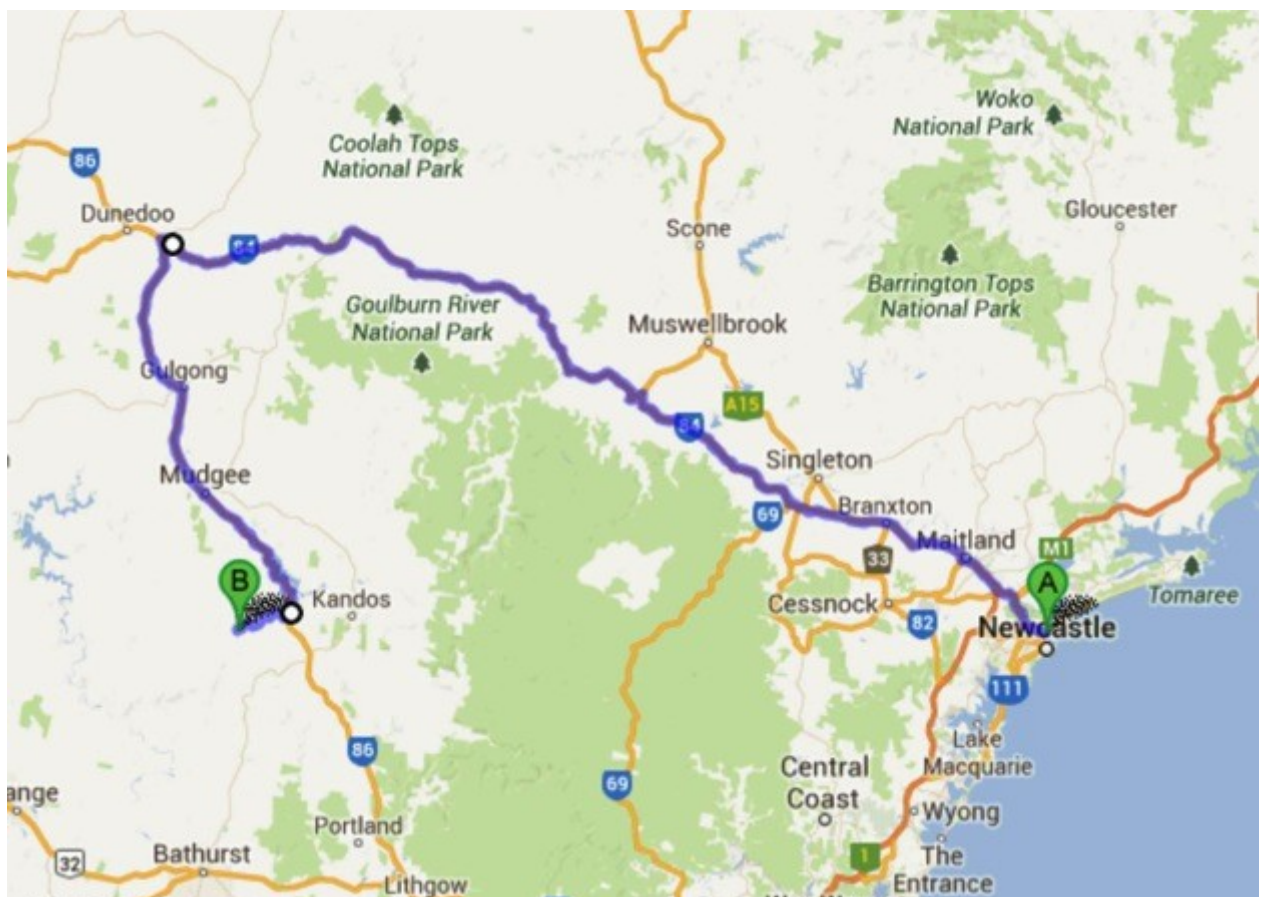 Woko
National Park
Coolah Tops
National Park
86
Dunedoo
Gloucester
Scone
84
Barrington Tops
National Park
Goulburn River
National Park
Muswellbrook
Gulgong
A15
84
Singleton
Mudgee
Branxton
69
Maitland
M1
33
B
A
Kandos
Cessnock
Tomaree
82
Newcastle
111
86
Lake
Macquarie
69
Central
Coast
ange
Wyong
Portland
32
Bathurst
1
The
Entrance
Lithgow